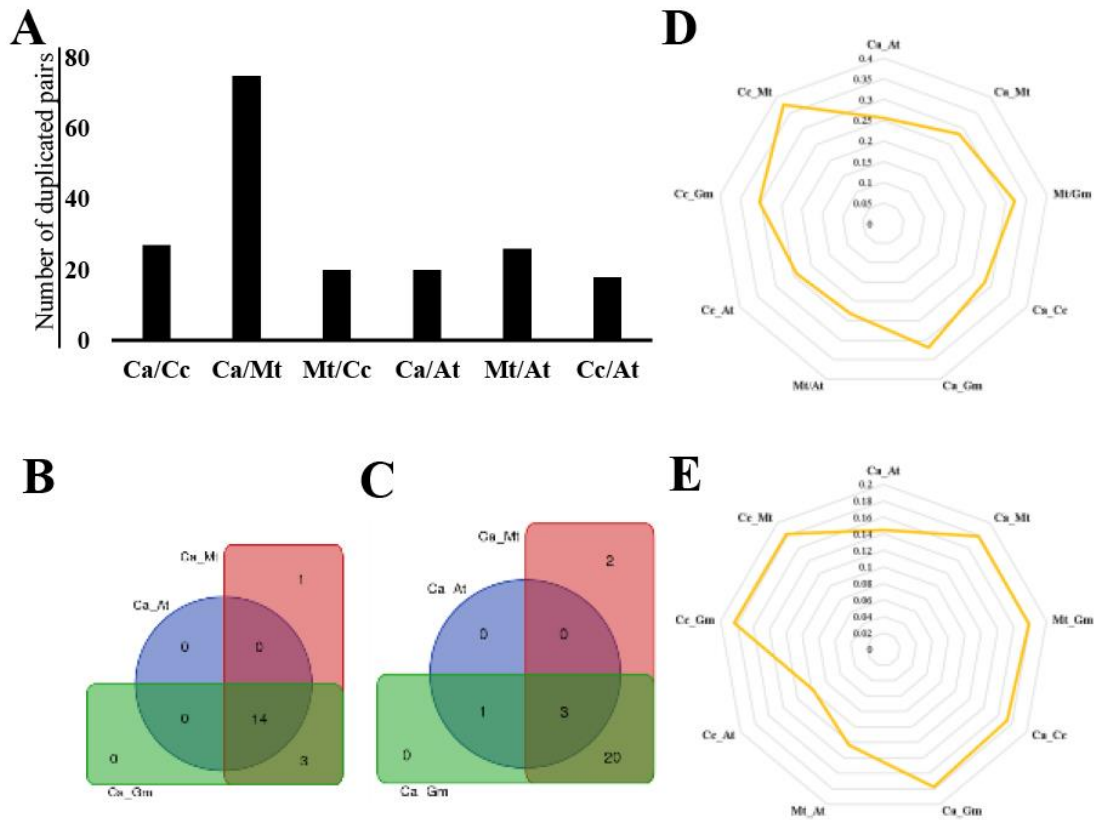 A
Number of duplicated pairs
80
60
40
20
0
Ca/Cc
Ca/Mt
Mt/Cc
Ca/At
Mt/At
Cc/At
D
Ca_At
Ca_Mt
Mt/Gm
Ca_Cc
Ca_Gm
Mt/At
Cc_At
Cc_Gm
Cc_Mt
0.4
0.35
0.3
0.25
0.2
0.15
0.1
0.05
0
B
Ca_Mt
Ca_At
Ca_Gm
1
0
0
0
14
0
3
C
Ca_Mt
Ca_At
Ca_Gm
2
0
0
1
3
0
20
E
Ca_At
Ca_Mt
Mt_Gm
Ca_Cc
Ca_Gm
Mt_At
Cc_At
Cc_Gm
Cc_Mt
0.2
0.18
0.16
0.14
0.12
0.1
0.08
0.06
0.04
0.02
0